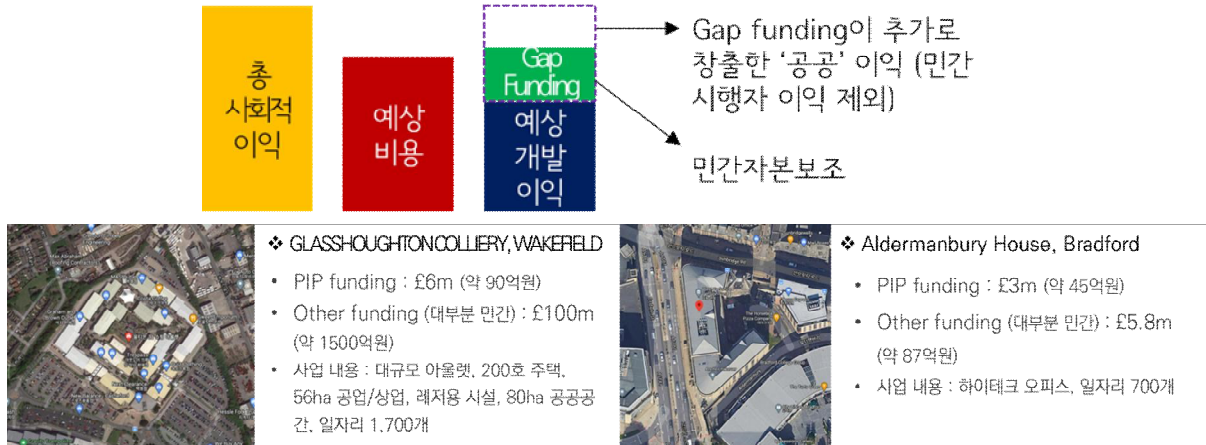 총
사회적
이익
예상
비용
Gap
Funding
예상
개발
이익
Gap funding이 추가로
창출한 ‘공공’ 이익 (민간
시행자 이익 제외)
민간자본보조
❖ GLASSHOUGHTON COLLIERY, WAKEFIELD
• PIP funding : £6m (약 90억원)
• Other funding (대부분 민간) : £100m
(약 1500억원)
• 사업 내용 : 대규모 아울렛, 200호 주택,
56ha 공업/상업, 레저용 시설, 80ha 공공공
간, 일자리 1,700개
❖ Aldermanbury House, Bradford
• PIP funding : £3m (약 45억원)
• Other funding (대부분 민간) : £5.8m
(약 87억원)
• 사업 내용 : 하이테크 오피스, 일자리 700개